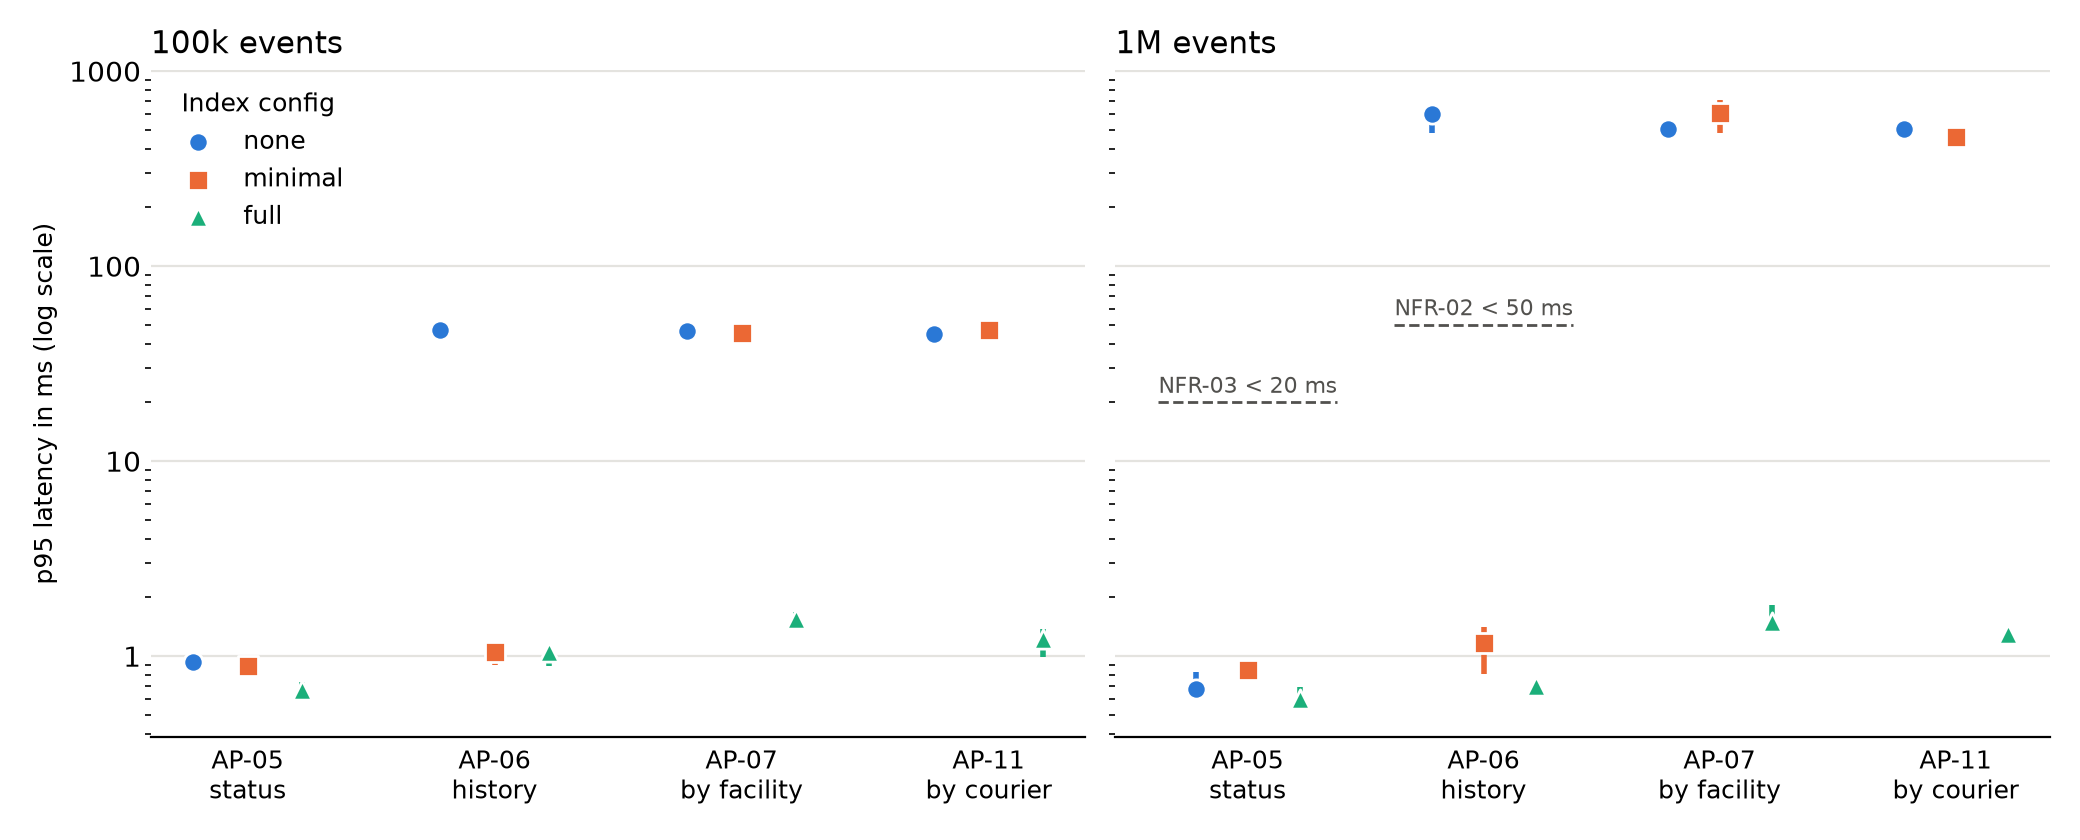 100k events
1M events
1000
100
10
1
p95 latency in ms (log scale)
Index config
none
minimal
full
NFR-02 < 50 ms
NFR-03 < 20 ms
AP-05
status
AP-06
history
AP-07
by facility
AP-11
by courier
AP-05
status
AP-06
history
AP-07
by facility
AP-11
by courier